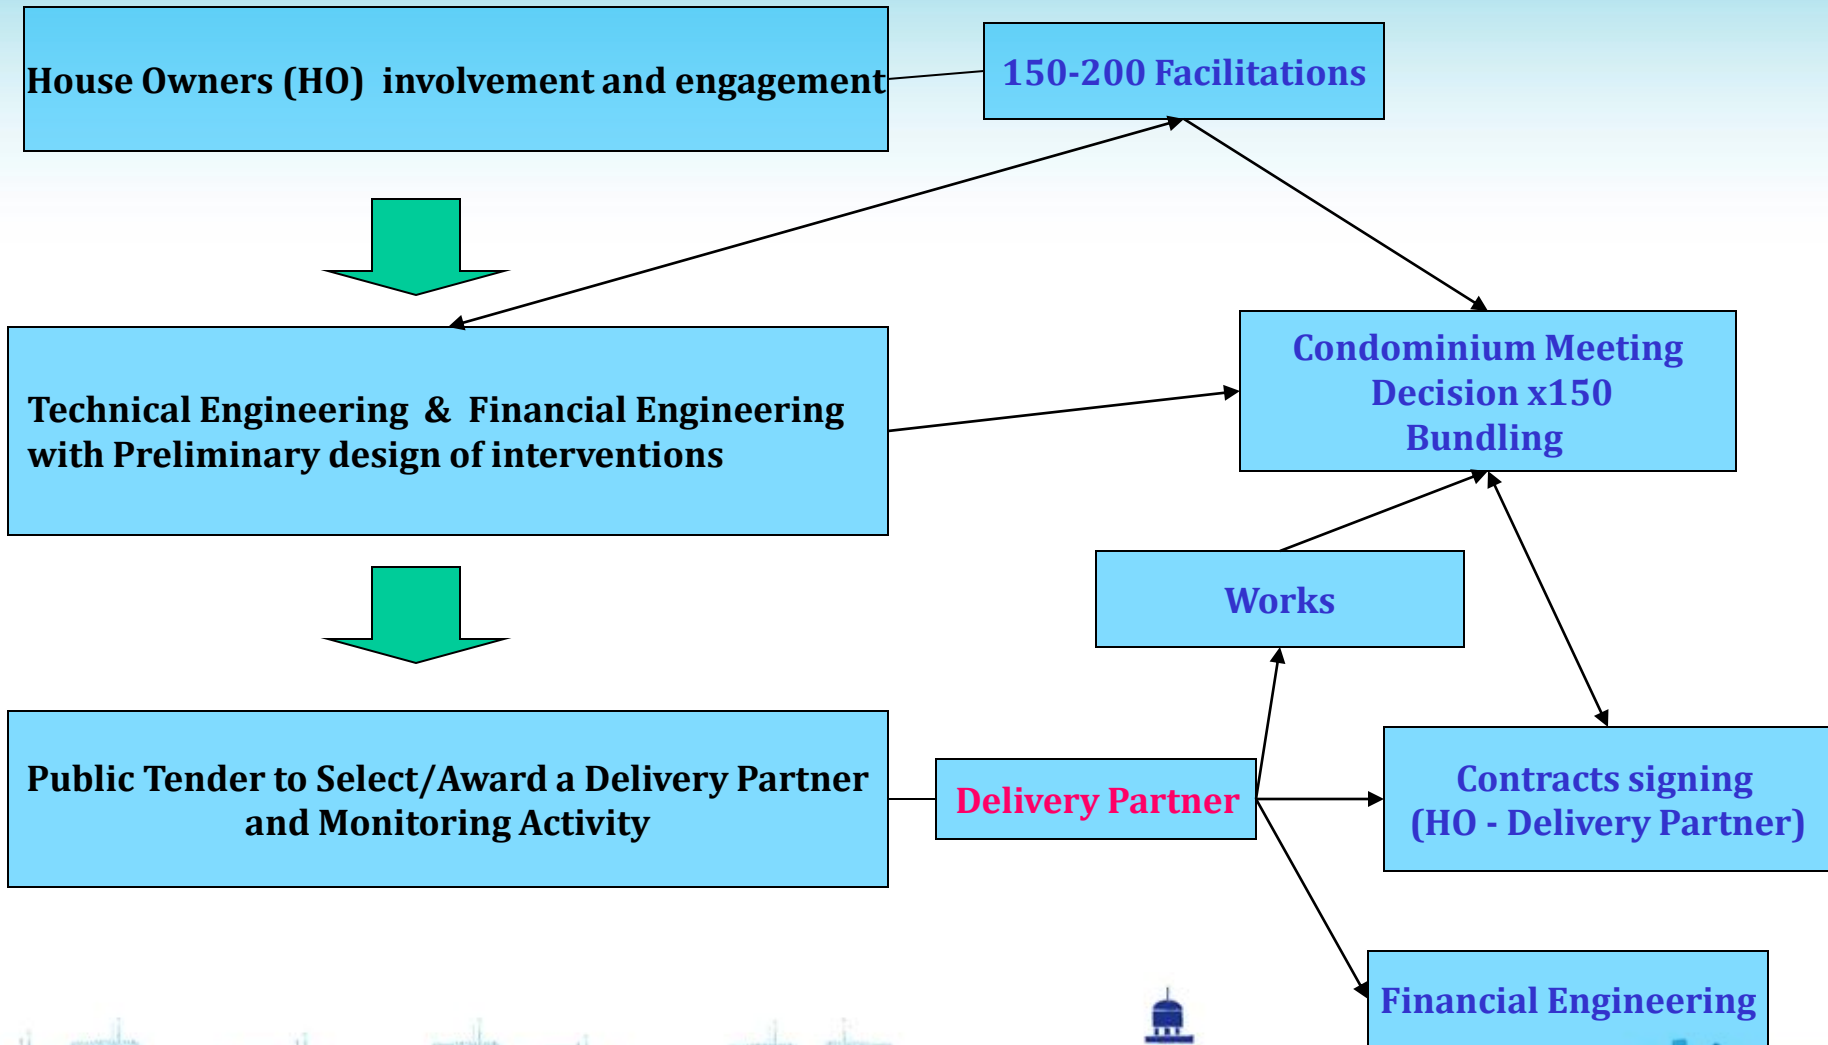 House Owners (HO) involvement and engagement
150-200 Facilitations
Condominium Meeting
Decision x150
Bundling
Technical Engineering & Financial Engineering
with Preliminary design of interventions
Works
Public Tender to Select/Award a Delivery Partner
and Monitoring Activity
Delivery Partner
Contracts signing
(HO - Delivery Partner)
Financial Engineering